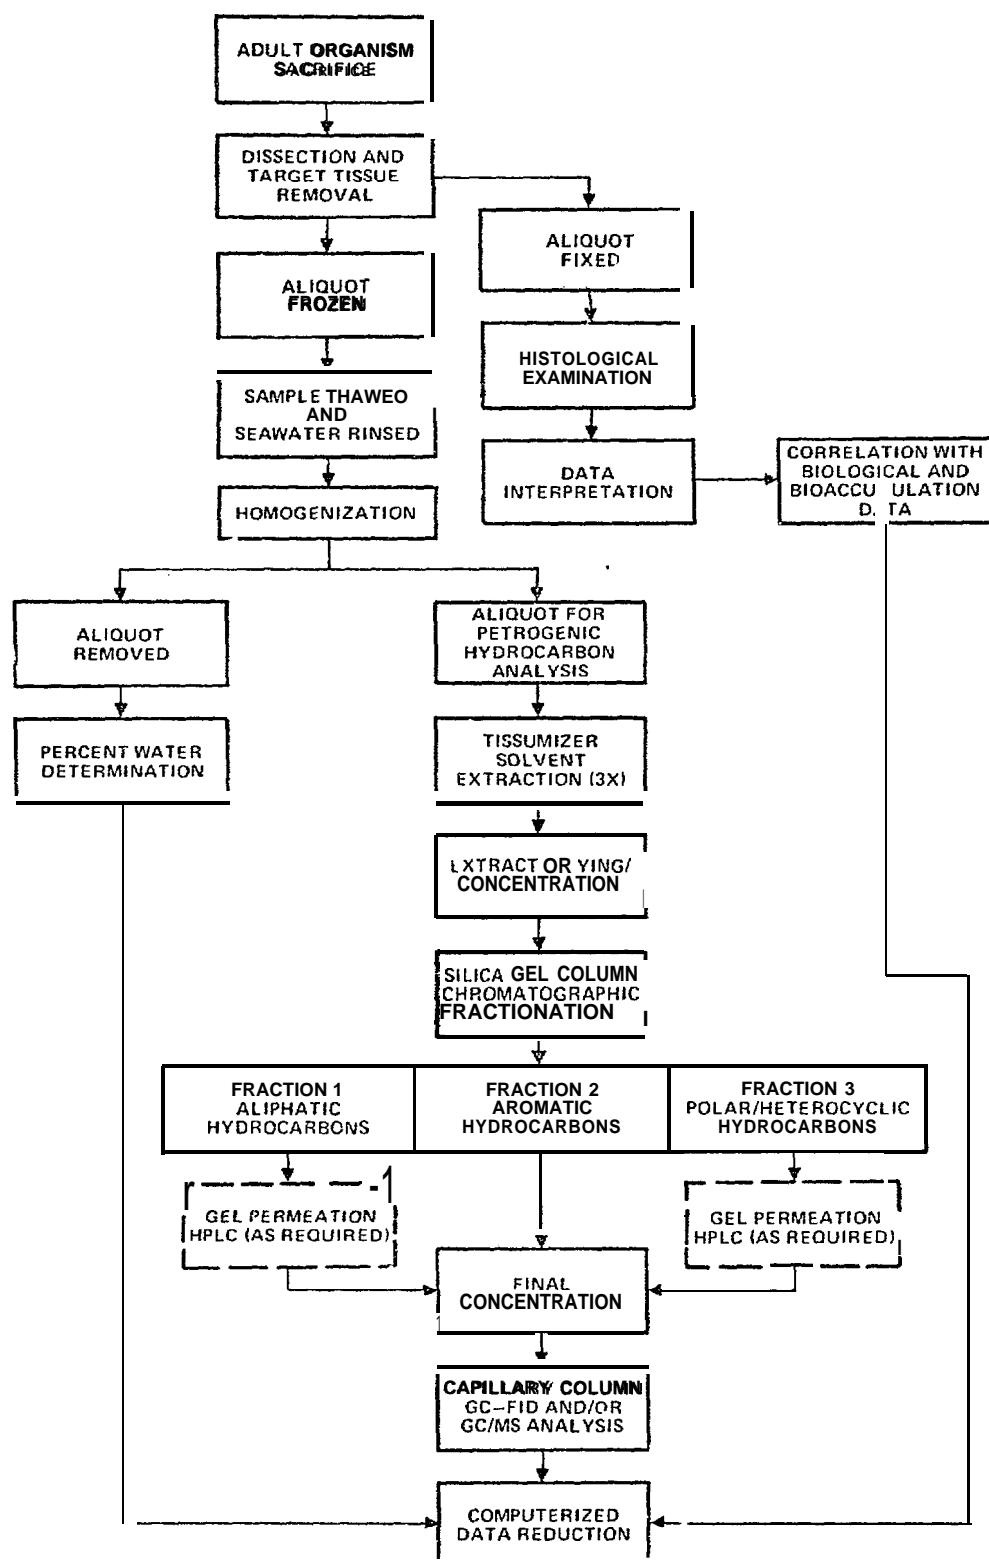 ADULT ORGANISM
SACRIFICE
DISSECTION AND
TARGET TISSUE
REMOVAL
ALIQUOT
FIXED
ALIQUOT
FROZEN
HISTOLOGICAL
EXAMINATION
SAMPLE THAWEO
AND
SEAWATER RINSED
DATA
INTERPRETATION
CORRELATION WITH
BIOLOGICAL AND
BIOACCU ULATION
D. TA
HOMOGENIZATION
ALIQUOT
REMOVED
ALIQUOT FOR
PETROGENIC
HYDROCARBON
ANALYSIS
PERCENT WATER
DETERMINATION
TISSUMIZER
SOLVENT
EXTRACTION (3X)
LXTRACT OR YING/
CONCENTRATION
SILICA GEL COLUMN
CHROMATOGRAPHIC
FRACTIONATION
FRACTION 1
ALIPHATIC
HYDROCARBONS
FRACTION 2
AROMATIC
HYDROCARBONS
FRACTION 3
POLAR/HETEROCYCLIC
HYDROCARBONS
GEL PERMEATION
HPLC (AS REQUIRED)
GEL PERMEATION
HPLC (AS REQUIRED)
FINAL
CONCENTRATION
CAPILLARY COLUMN
GC-FID AND/OR
GC/MS ANALYSIS
COMPUTERIZED
DATA REDUCTION